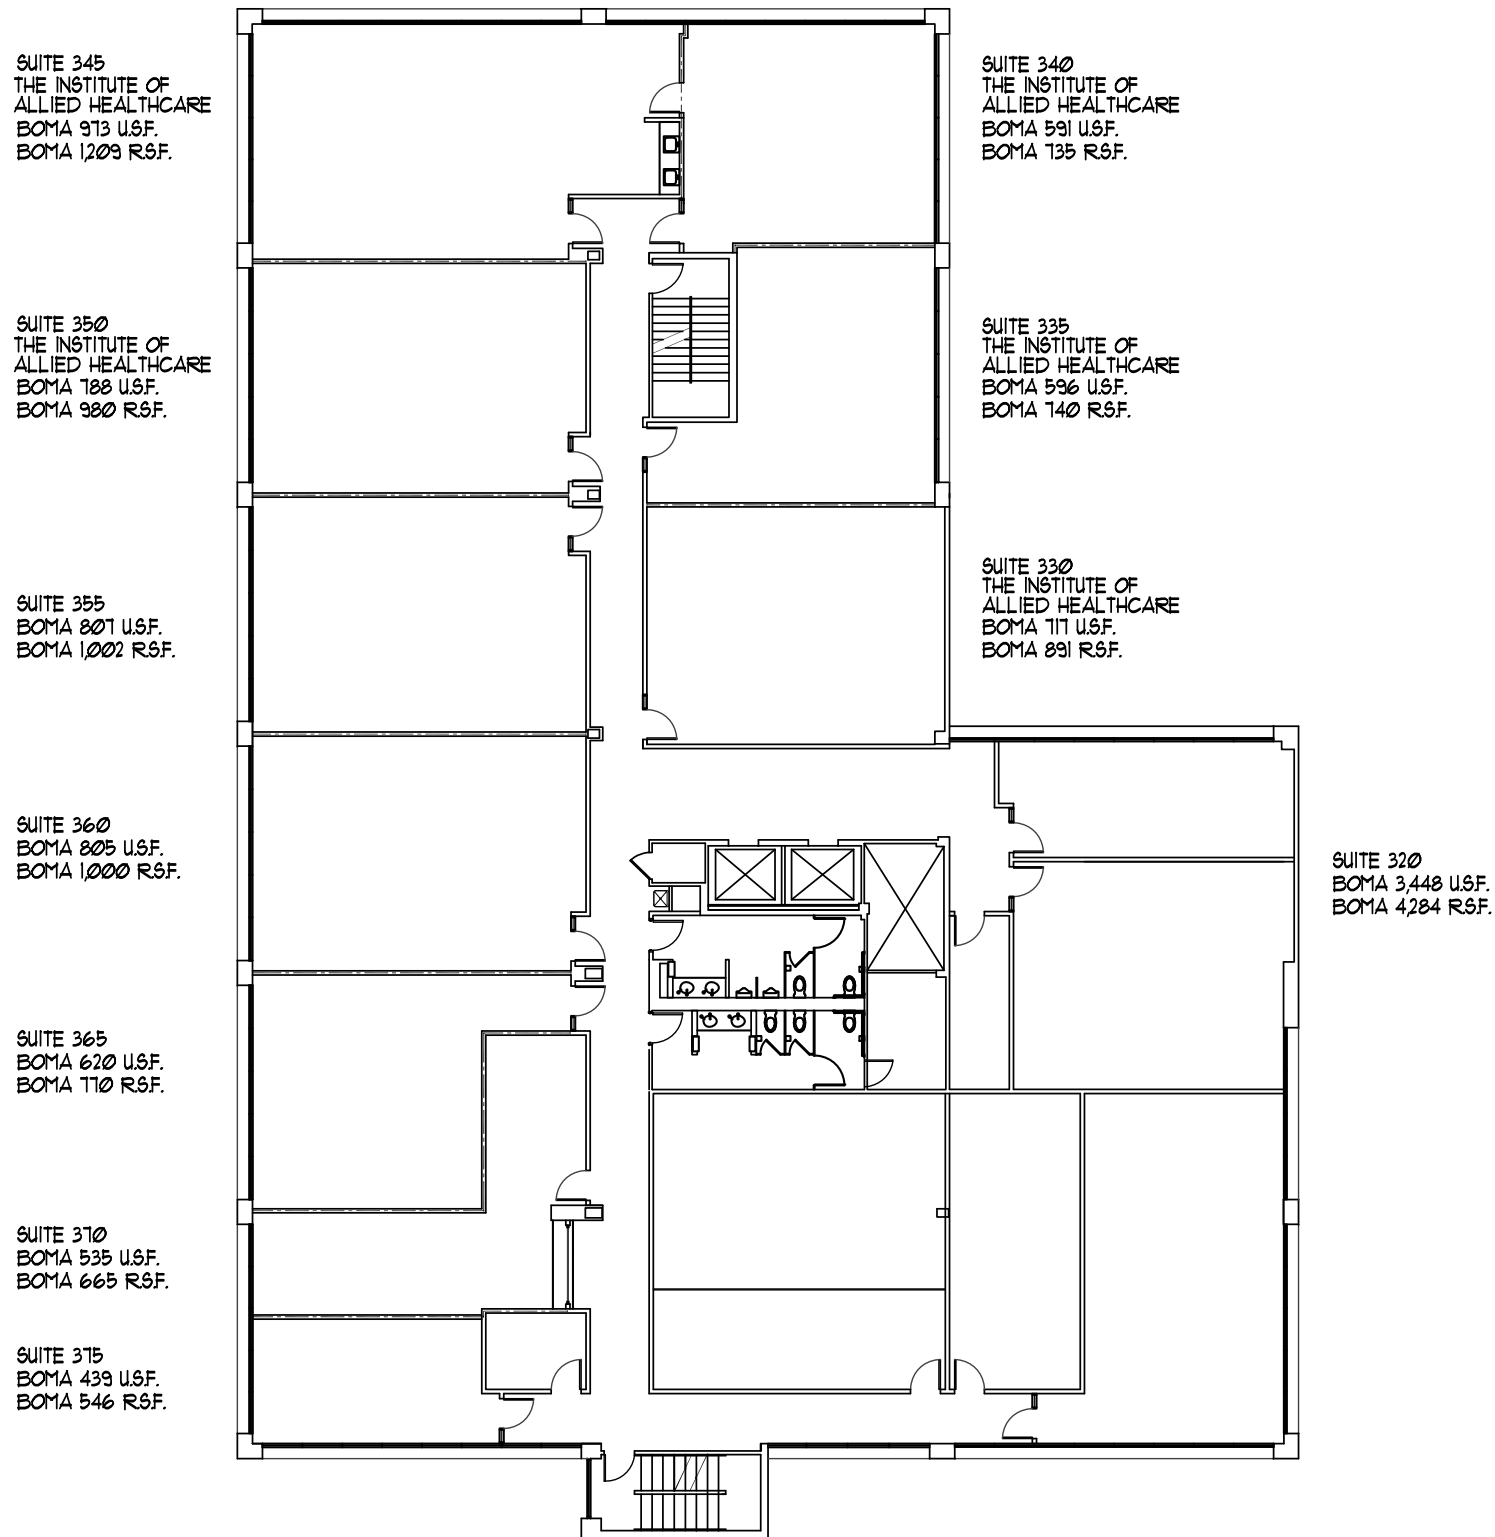 SUITE 345
THE INSTITUTE OF
ALLIED HEALTHCARE
BOMA 973 U.S.F.
BOMA 1,209 R.S.F.
SUITE 340
THE INSTITUTE OF
ALLIED HEALTHCARE
BOMA 591 U.S.F.
BOMA 735 R.S.F.
SUITE 350
THE INSTITUTE OF
ALLIED HEALTHCARE
BOMA 788 U.S.F.
BOMA 980 R.S.F.
SUITE 335
THE INSTITUTE OF
ALLIED HEALTHCARE
BOMA 596 U.S.F.
BOMA 740 R.S.F.
SUITE 355
BOMA 807 U.S.F.
BOMA 1,002 R.S.F.
SUITE 330
THE INSTITUTE OF
ALLIED HEALTHCARE
BOMA 717 U.S.F.
BOMA 891 R.S.F.
SUITE 360
BOMA 805 U.S.F.
BOMA 1,000 R.S.F.
SUITE 320
BOMA 3,448 U.S.F.
BOMA 4,284 R.S.F.
SUITE 365
BOMA 620 U.S.F.
BOMA 770 R.S.F.
SUITE 370
BOMA 535 U.S.F.
BOMA 665 R.S.F.
SUITE 375
BOMA 439 U.S.F.
BOMA 546 R.S.F.